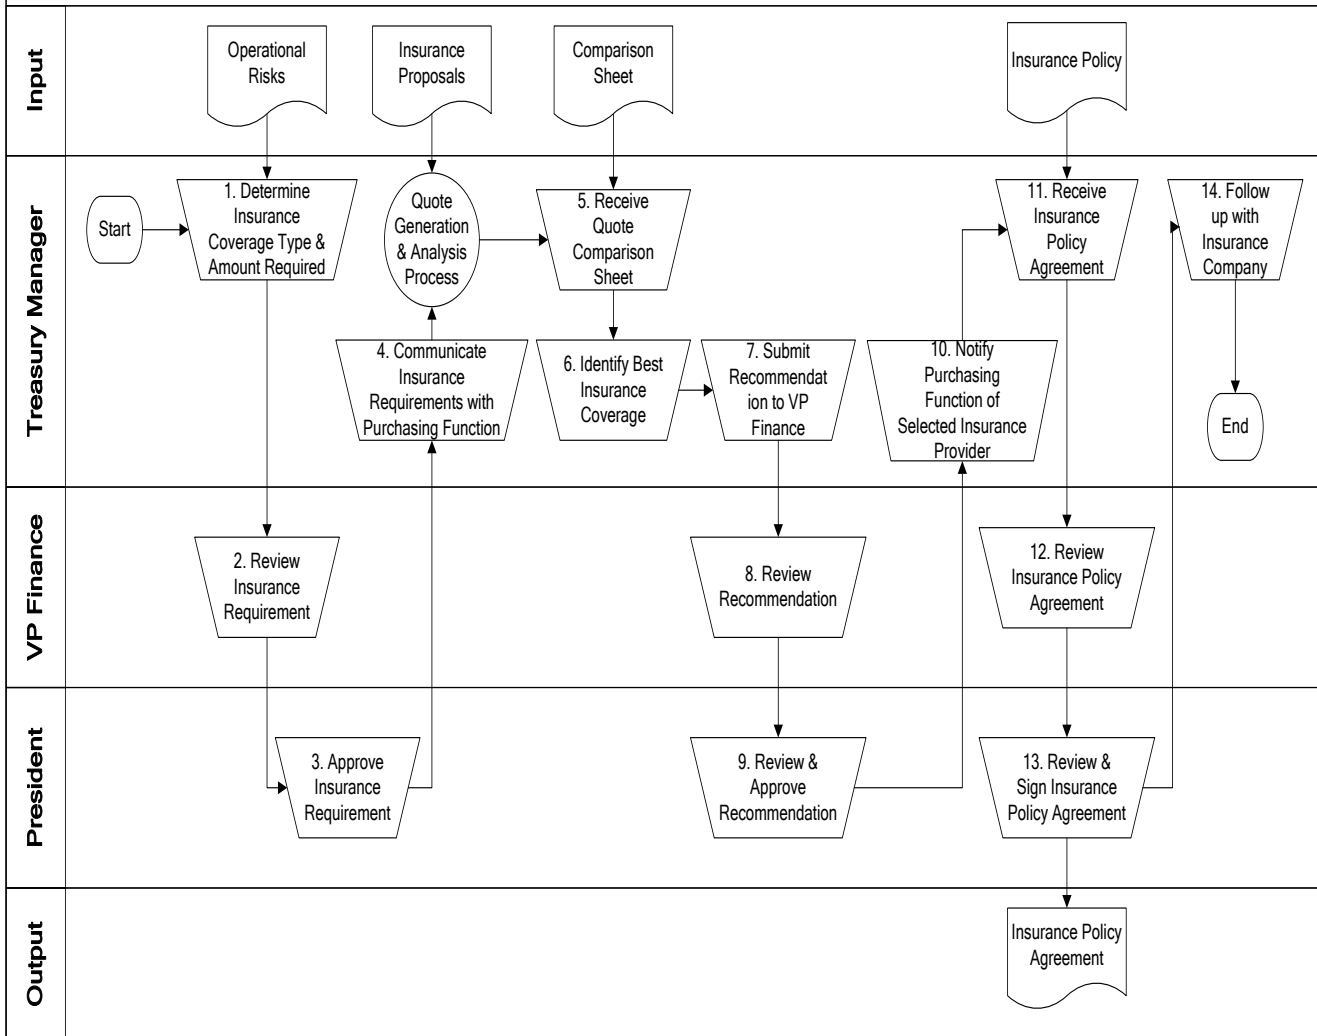 Input
Operational
Risks
Insurance
Proposals
Comparison
Sheet
Insurance Policy
Treasury Manager
Start
1. Determine
Insurance
Coverage Type &
Amount Required
Quote
Generation
& Analysis
Process
5. Receive
Quote
Comparison
Sheet
11. Receive
Insurance
Policy
Agreement
14. Follow
up with
Insurance
Company
4. Communicate
Insurance
Requirements with
Purchasing Function
6. Identify Best
Insurance
Coverage
7. Submit
Recommendat
ion to VP
Finance
10. Notify
Purchasing
Function of
Selected Insurance
Provider
End
VP Finance
2. Review
Insurance
Requirement
8. Review
Recommendation
12. Review
Insurance Policy
Agreement
President
3. Approve
Insurance
Requirement
9. Review &
Approve
Recommendation
13. Review &
Sign Insurance
Policy Agreement
Output
Insurance Policy
Agreement